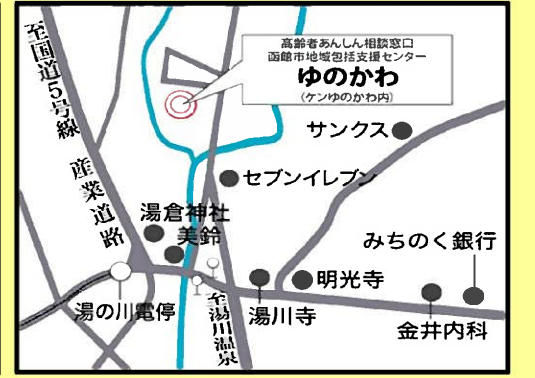 至国道5号線
産業道路
高齢者あんしん相談窓口
函館市地域包括支援センター
ゆのかわ
(ケンゆのかわ内)
サンクス
セブンイレブン
湯倉神社
美鈴
みちのく銀行
明光寺
湯の川電停
至湯川温泉
湯川寺
金井内科